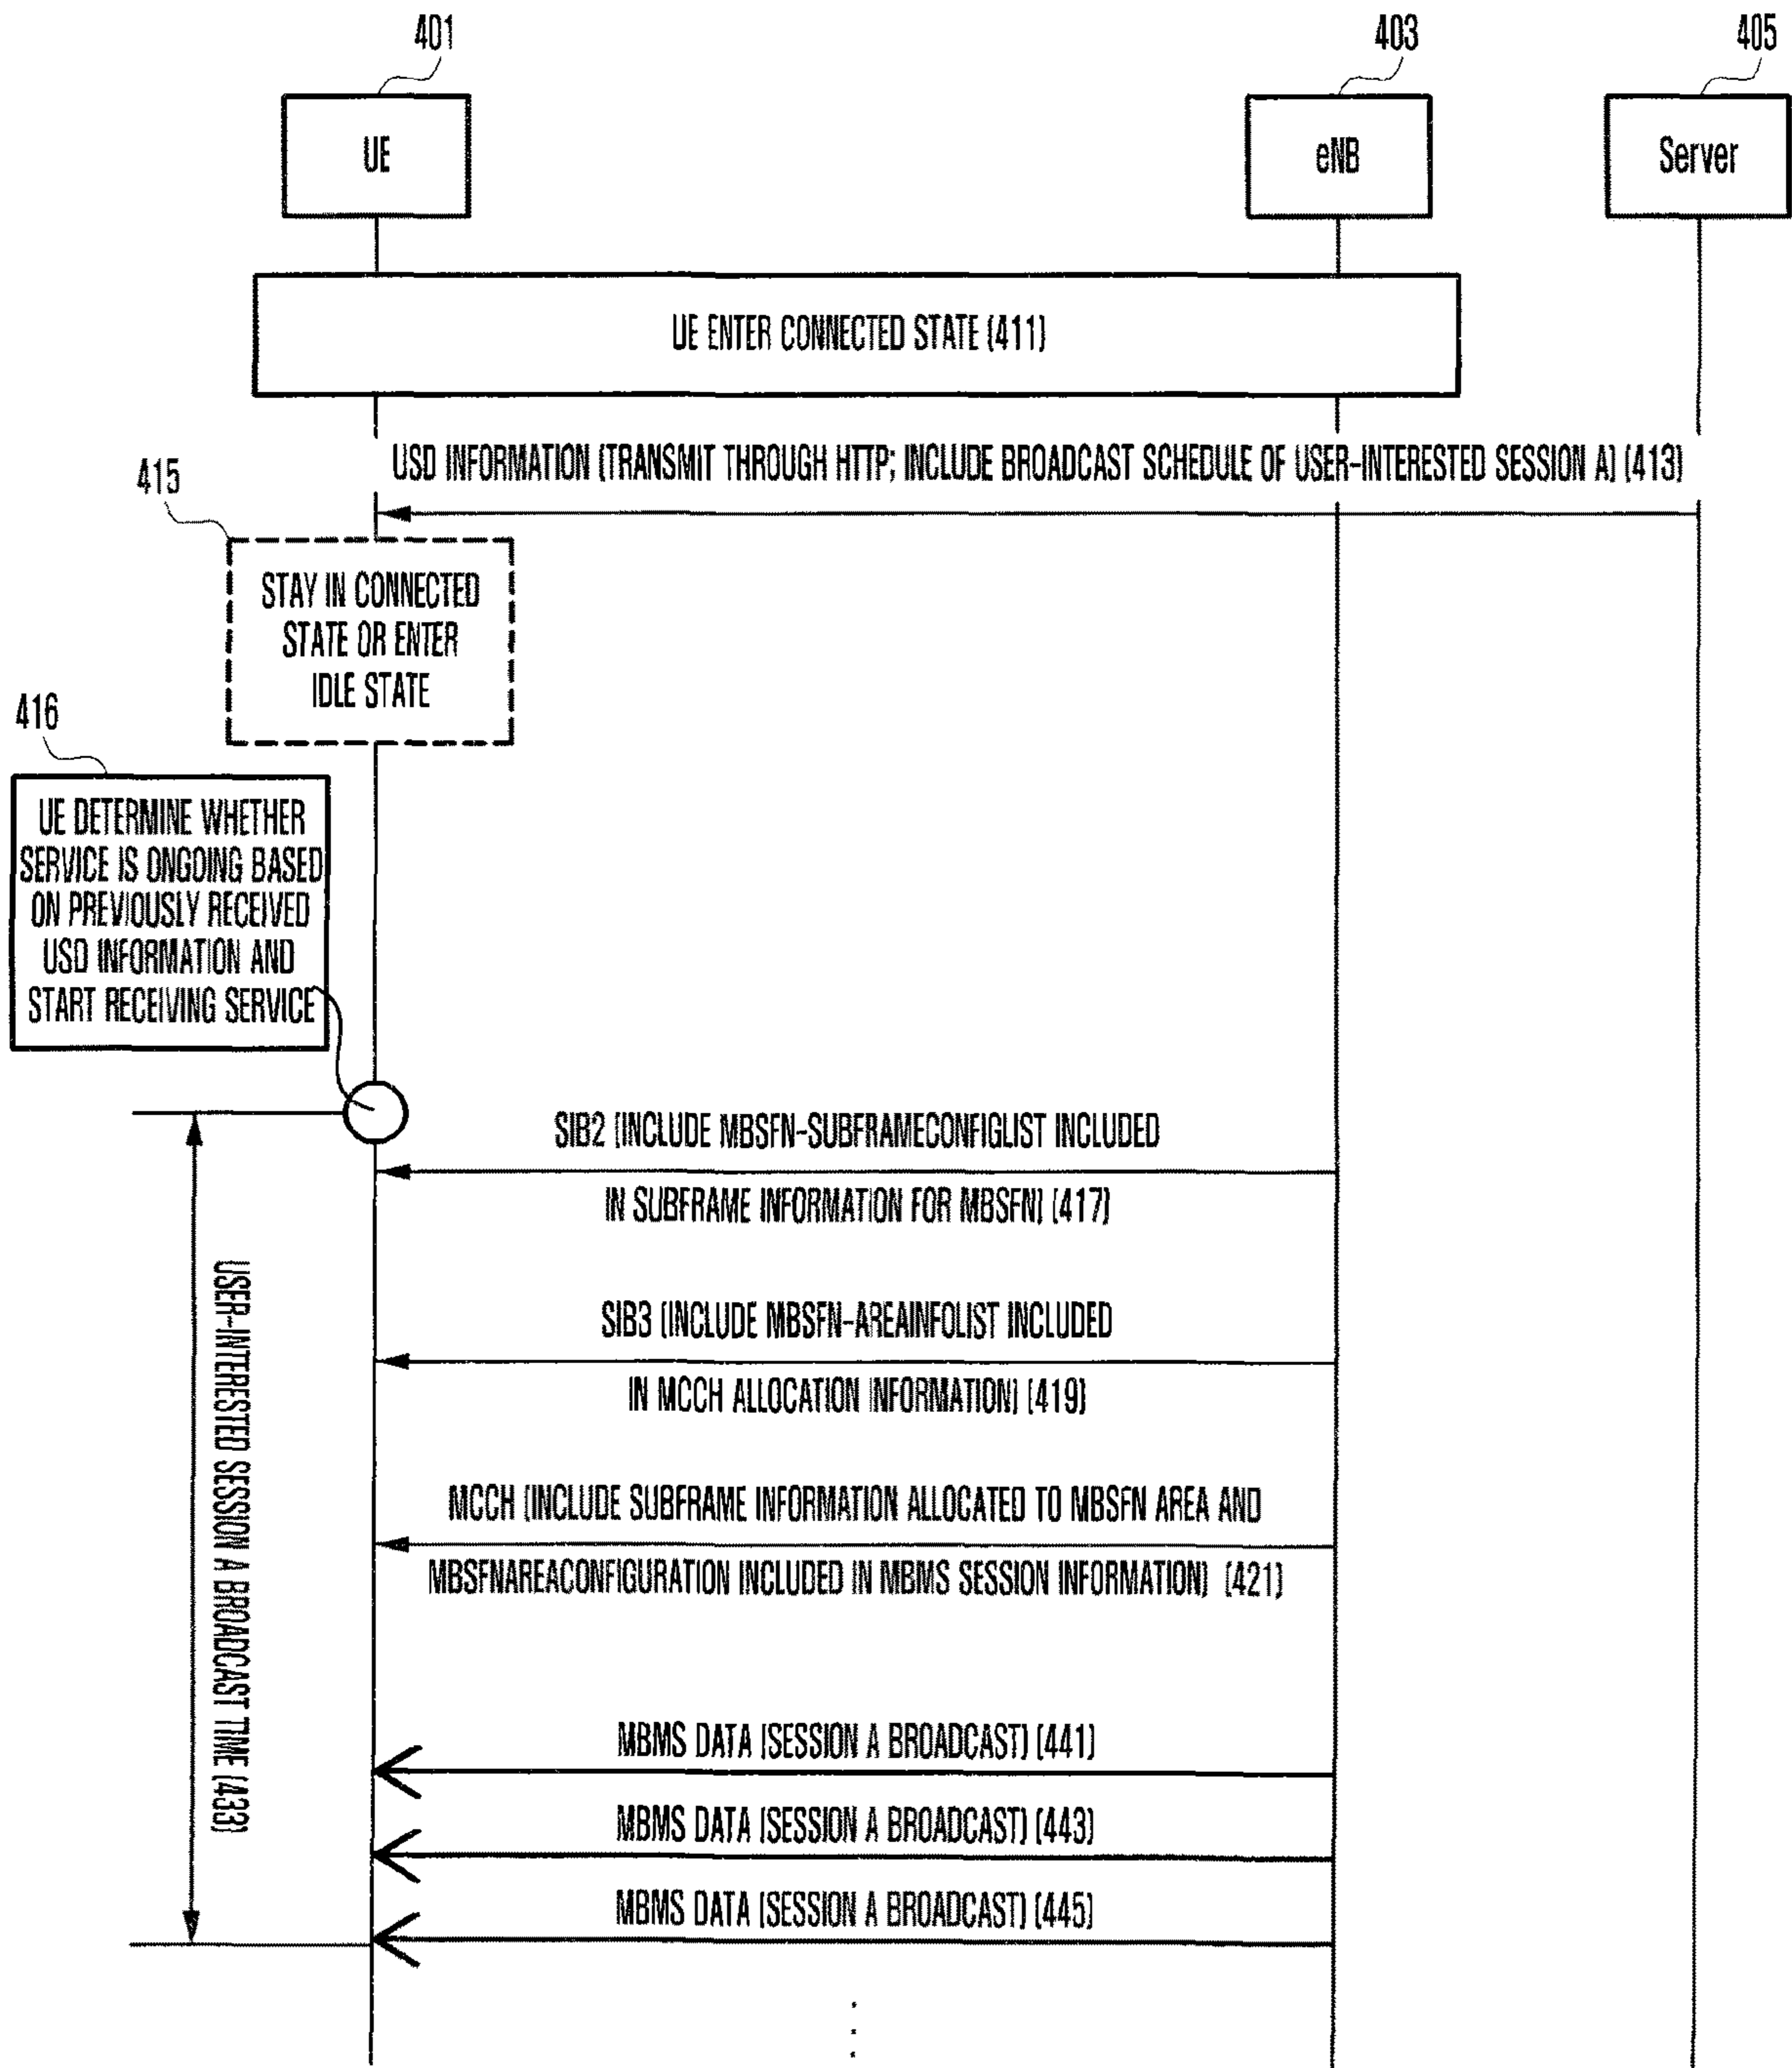 401
403
405
UE
eNB
Server
UE ENTER CONNECTED STATE (411)
USD INFORMATION (TRANSMIT THROUGH HTTP; INCLUDE BROADCAST SCHEDULE OF USER-INTERESTED SESSION A) (413)
415
STAY IN CONNECTED
STATE OR ENTER
IDLE STATE
416
UE DETERMINE WHETHER
SERVICE IS ONGOING BASED
ON PREVIOUSLY RECEIVED
USD INFORMATION AND
START RECEIVING SERVICE
SIB2 (INCLUDE MBSFN-SUBFRAMECONFIGLIST INCLUDED
IN SUBFRAME INFORMATION FOR MBSFN) (417)
SIB3 (INCLUDE MBSFN-AREAINFOLIST INCLUDED
IN MCCH ALLOCATION INFORMATION) (419)
MCCH (INCLUDE SUBFRAME INFORMATION ALLOCATED TO MBSFN AREA AND
MBSFNAREACONFIGURATION INCLUDED IN MBMS SESSION INFORMATION) (421)
USER-INTERESTED SESSION A BROADCAST TIME (433)
MBMS DATA (SESSION A BROADCAST) (441)
MBMS DATA (SESSION A BROADCAST) (443)
MBMS DATA (SESSION A BROADCAST) (445)